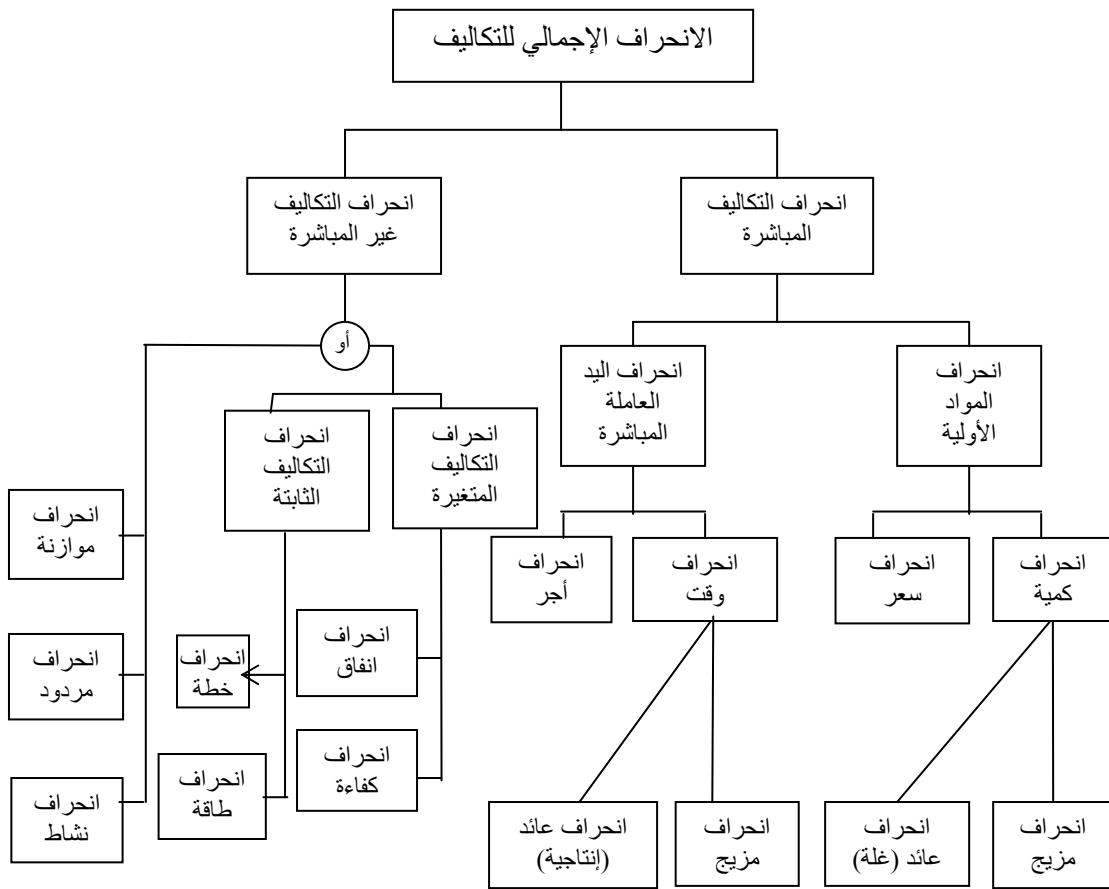 الانحراف الإجمالي للتكاليف
انحراف التكاليف
المباشرة
انحراف التكاليف
غير المباشرة
أو
انحراف
المواد
الأولية
انحراف اليد
العاملة
المباشرة
انحراف
التكاليف
المتغيرة
انحراف
التكاليف
الثابتة
انحراف
كمية
انحراف
سعر
انحراف
وقت
انحراف
أجر
انحراف
موازنة
انحراف
انفاق
انحراف
خطة
انحراف
مردود
انحراف
كفاءة
انحراف
طاقة
انحراف
نشاط
انحراف
مزيج
انحراف
عائد (غلة)
انحراف
مزيج
انحراف عائد
(إنتاجية)